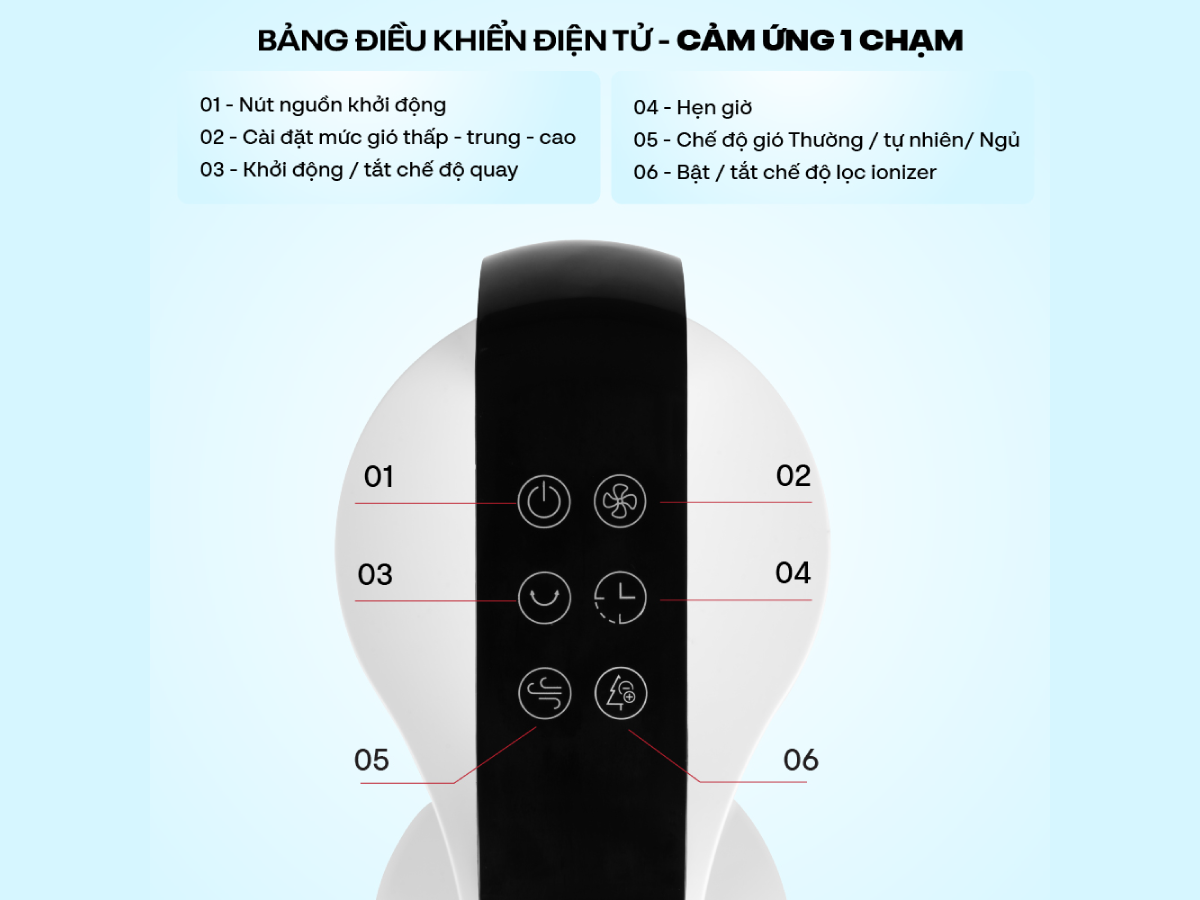 BẢNG ĐIỀU KHIỂN ĐIỆN TỬ - CẢM ỨNG 1 CHẠM
01 - Nút nguồn khởi động
02 - Cài đặt mức gió thấp - trung - cao
03 - Khởi động / tắt chế độ quay
04 - Hẹn giờ
05 - Chế độ gió Thường / tự nhiên/ Ngủ
06 - Bật / tắt chế độ lọc ionizer
01
02
03
04
05
06